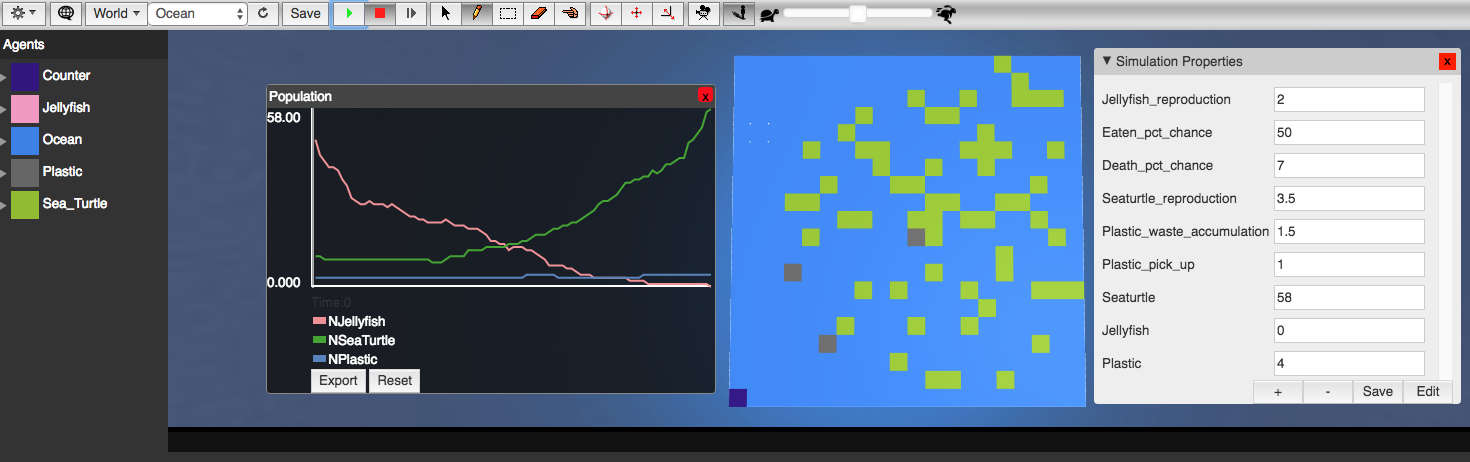 World Ocean Save
Agents
Counter
Jellyfish
Ocean
Plastic
Sea_Turtle
Population x
58.00
0.000
Time:0
NJellyfish
NSeaTurtle
NPlastic
Export Reset
Simulation Properties x
Jellyfish_reproduction 2
Eaten_pct_chance 50
Death_pct_chance 7
Seaturtle_reproduction 3.5
Plastic_waste_accumulation 1.5
Plastic_pick_up 1
Seaturtle 58
Jellyfish 0
Plastic 4
+ - Save Edit